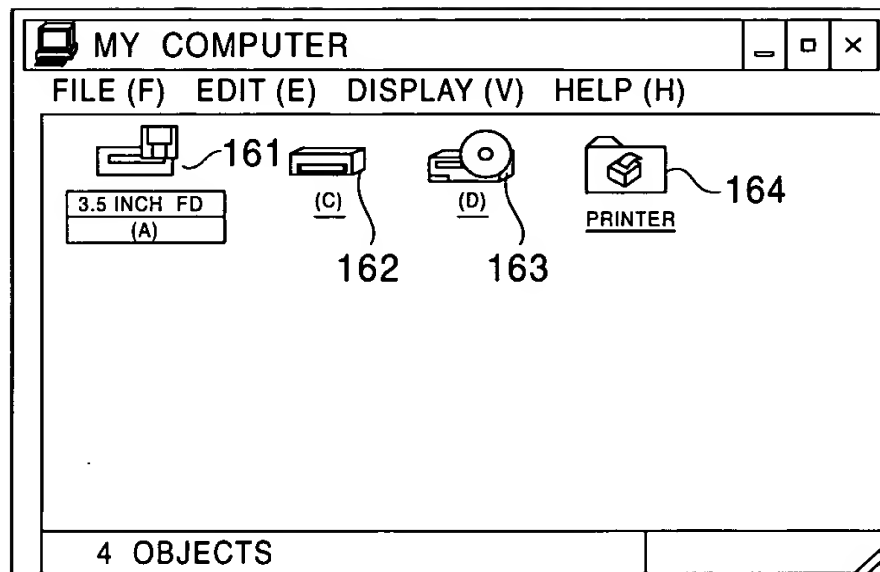 MY COMPUTER
FILE (F) EDIT (E) DISPLAY (V) HELP (H)
161
164
3.5 INCH FD
(A)
(C)
(D)
PRINTER
162
163
4 OBJECTS